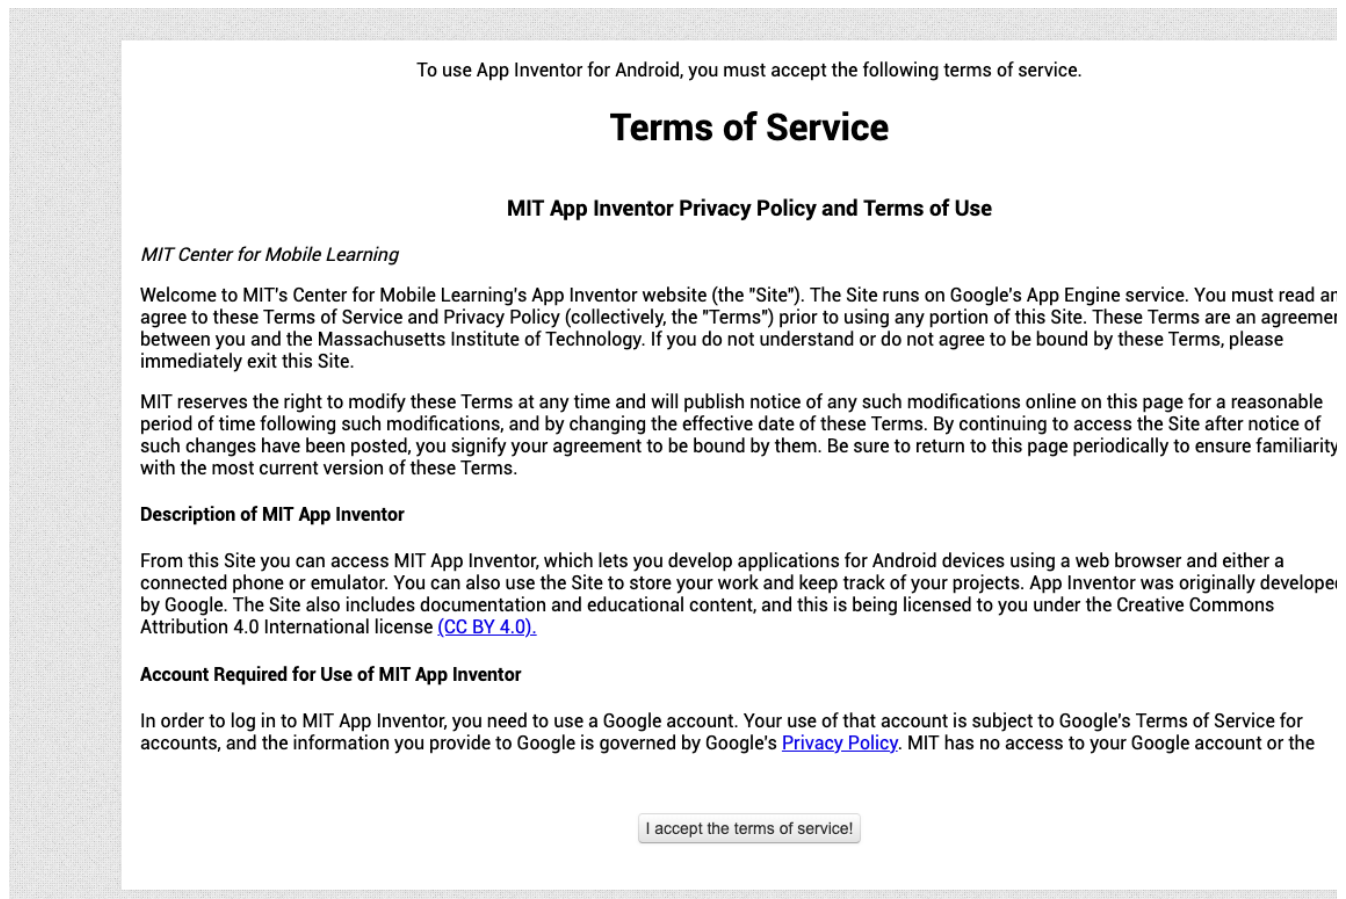 To use App Inventor for Android, you must accept the following terms of service.
Terms of Service
MIT App Inventor Privacy Policy and Terms of Use
MIT Center for Mobile Learning
Welcome to MIT's Center for Mobile Learning's App Inventor website (the "Site"). The Site runs on Google's App Engine service. You must read
agree to these Terms of Service and Privacy Policy (collectively, the "Terms") prior to using any portion of this Site. These Terms are an
between you and the Massachusetts Institute of Technology. If you do not understand or do not agree to be bound by these Terms, please
immediately exit this Site.
MIT reserves the right to modify these Terms at any time and will publish notice of any such modifications online on this page for a reasonable
period of time following such modifications, and by changing the effective date of these Terms. By continuing to access the Site after notice of
such changes have been posted, you signify your agreement to be bound by them. Be sure to return to this page periodically to ensure familiarity
with the most current version of these Terms.
Description of MIT App Inventor
From this Site you can access MIT App Inventor, which lets you develop applications for Android devices using a web browser and either a
connected phone or emulator. You can also use the Site to store your work and keep track of your projects. App Inventor was originally
by Google. The Site also includes documentation and educational content, and this is being licensed to you under the Creative Commons
Attribution 4.0 International license (CC BY 4.0).
Account Required for Use of MIT App Inventor
In order to log in to MIT App Inventor, you need to use a Google account. Your use of that account is subject to Google's Terms of Service for
accounts, and the information you provide to Google is governed by Google's Privacy Policy. MIT has no access to your Google account or the
I accept the terms of service!